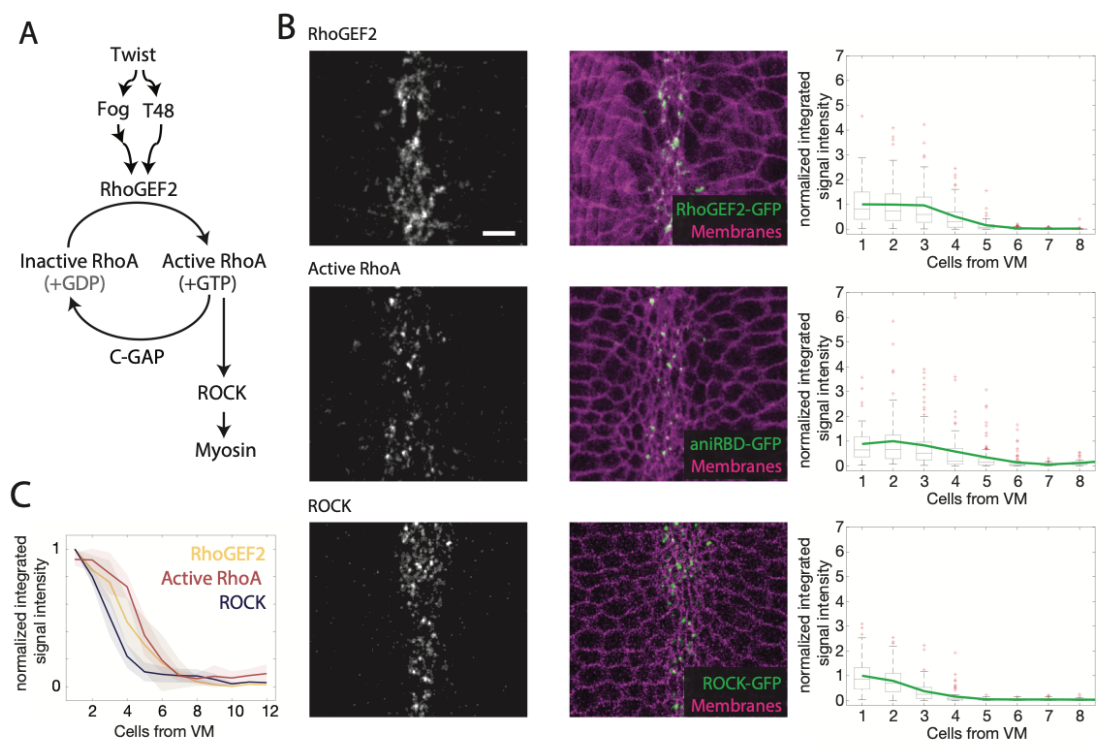 A
Twist
Fog T48
RhoGEF2
Inactive RhoA Active RhoA
(+GDP) (+GTP)
C-GAP
ROCK
Myosin
B
RhoGEF2
RhoGEF2-GFP
Membranes
normalized integrated
signal intensity
7
6
5
4
3
2
1
0
1 2 3 4 5 6 7 8
Cells from VM
Active RhoA
aniRBD-GFP
Membranes
normalized integrated
signal intensity
7
6
5
4
3
2
1
0
1 2 3 4 5 6 7 8
Cells from VM
ROCK
ROCK-GFP
Membranes
normalized integrated
signal intensity
7
6
5
4
3
2
1
0
1 2 3 4 5 6 7 8
Cells from VM
C
normalized integrated
signal intensity
1
0
RhoGEF2
Active RhoA
ROCK
2 4 6 8 10 12
Cells from VM